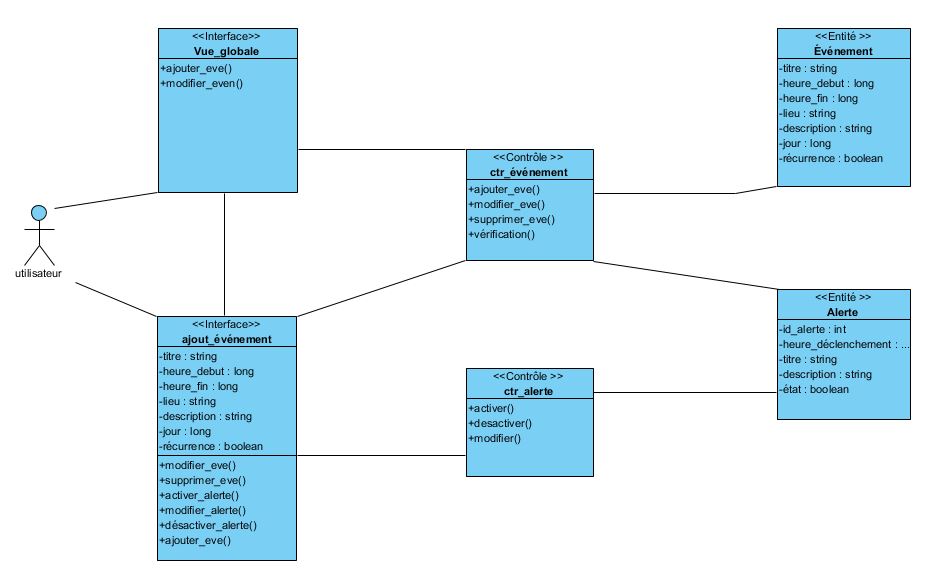 <<Interface>>
Vue_globale
+ajouter_eve()
+modifier_even()
<<Entité >>
Événement
-titre : string
-heure_debut : long
-heure_fin : long
-lieu : string
-description : string
-jour : long
-récurrence : boolean
<<Contrôle >>
ctr_événement
+ajouter_eve()
+modifier_eve()
+supprimer_eve()
+vérification()
utilisateur
<<Interface>>
ajout_événement
-titre : string
-heure_debut : long
-heure_fin : long
-lieu : string
-description : string
-jour : long
-récurrence : boolean
+modifier_eve()
+supprimer_eve()
+activer_alerte()
+modifier_alerte()
+désactiver_alerte()
+ajouter_eve()
<<Contrôle >>
ctr_alerte
+activer()
+desactiver()
+modifier()
<<Entité >>
Alerte
-id_alerte : int
-heure_déclenchement : ...
-titre : string
-description : string
-état : boolean